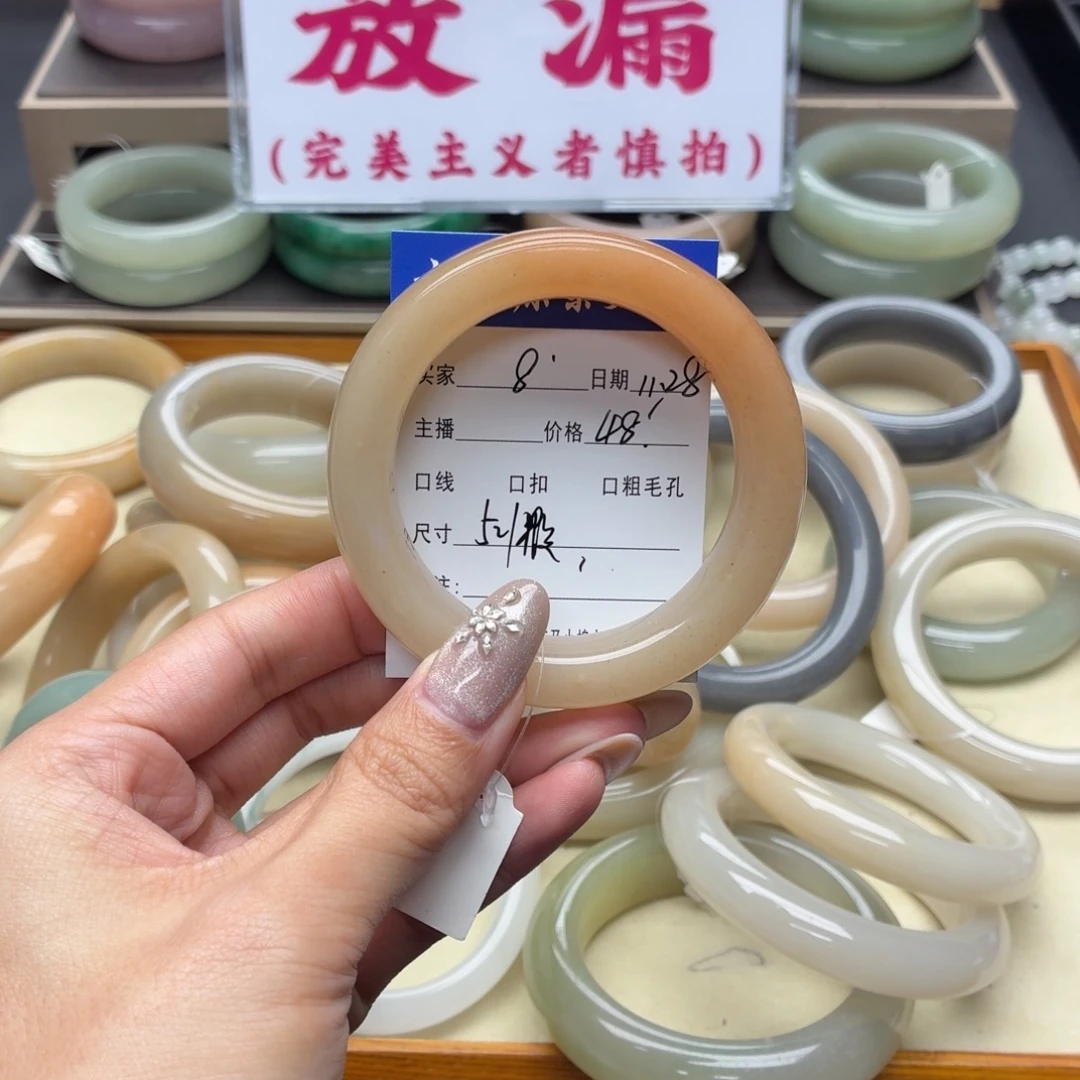 放漏
(完美主义者慎拍)
买家 8 日期 11.28
主播 价格 48
口线 口扣 口粗毛孔
尺寸